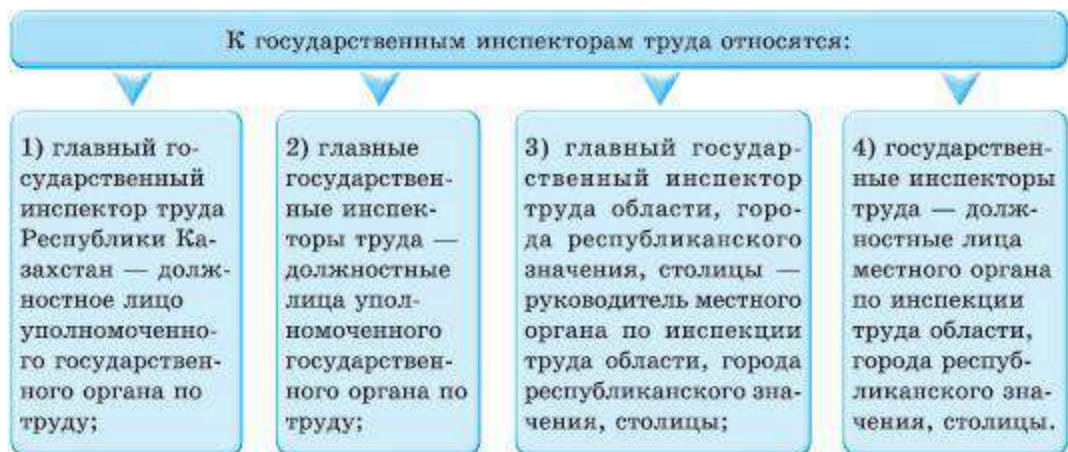 К государственным инспекторам труда относятся:
1) главный го-
сударственный
инспектор труда
Республики Ка-
захстан — долж-
ностное лицо
уполномоченно-
го государствен-
ного органа по
труду;
2) главные
государствен-
ные инспек-
торы труда —
должностные
лица упол-
номоченного
государствен-
ного органа по
труду;
3) главный государ-
ственный инспектор
труда области, горо-
да республиканского
значения, столицы —
руководитель местного
органа по инспекции
труда области, города
республиканского зна-
чения, столицы;
4) государствен-
ные инспекторы
труда — долж-
ностные лица
местного органа
по инспекции
труда области,
города респуб-
ликанского зна-
чения, столицы.